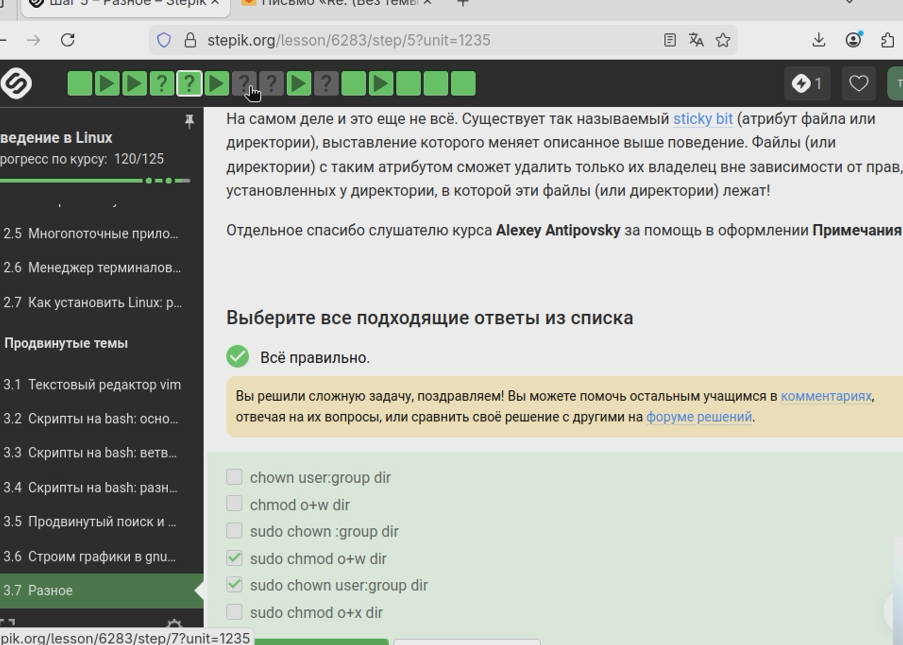 Шаг 5 – Разное – Stepik
Письмо «Re: (Без темы
stepik.org/lesson/6283/step/5?unit=1235
1
ведение в Linux
рогресс по курсу: 120/125
2.5 Многопоточные прило...
2.6 Менеджер терминалов...
2.7 Как установить Linux: р...
Продвинутые темы
3.1 Текстовый редактор vim
3.2 Скрипты на bash: осно...
3.3 Скрипты на bash: ветв...
3.4 Скрипты на bash: разн...
3.5 Продвинутый поиск и ...
3.6 Строим графики в gnu...
3.7 Разное
На самом деле и это еще не всё. Существует так называемый sticky bit (атрибут файла или
директории), выставление которого меняет описанное выше поведение. Файлы (или
директории) с таким атрибутом сможет удалить только их владелец вне зависимости от прав,
установленных у директории, в которой эти файлы (или директории) лежат!
Отдельное спасибо слушателю курса Alexey Antipovsky за помощь в оформлении Примечания
Выберите все подходящие ответы из списка
Всё правильно.
Вы решили сложную задачу, поздравляем! Вы можете помочь остальным учащимся в комментариях,
отвечая на их вопросы, или сравнить своё решение с другими на форуме решений.
chown user:group dir
chmod o+w dir
sudo chown :group dir
sudo chmod o+w dir
sudo chown user:group dir
sudo chmod o+x dir
pik.org/lesson/6283/step/7?unit=1235